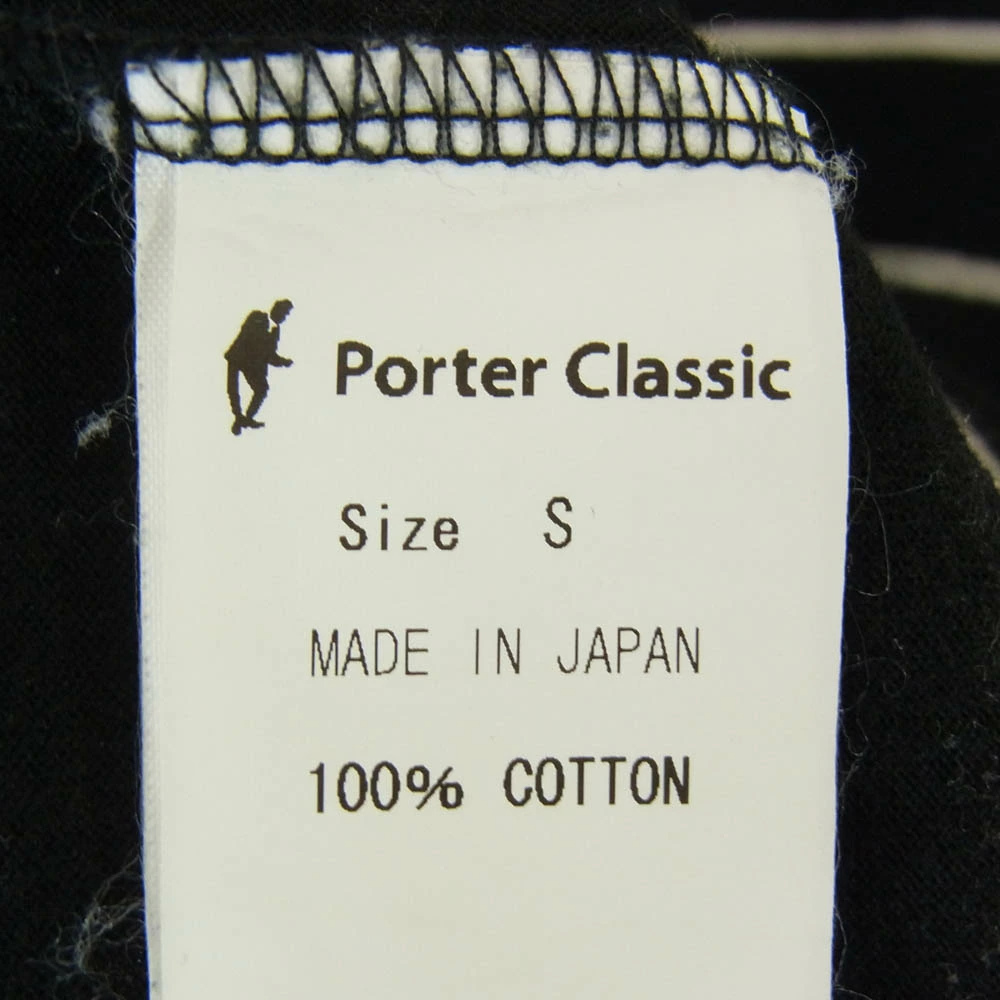 Porter Classic
Size S
MADE IN JAPAN
100% COTTON